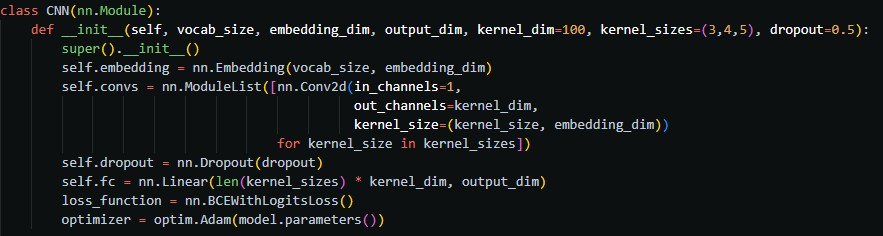 class CNN(nn.Module):
def __init__(self, vocab_size, embedding_dim, output_dim, kernel_dim=100, kernel_sizes=(3,4,5), dropout=0.5):
super().__init__()
self.embedding = nn.Embedding(vocab_size, embedding_dim)
self.convs = nn.ModuleList([nn.Conv2d(in_channels=1,
out_channels=kernel_dim,
kernel_size=(kernel_size, embedding_dim))
for kernel_size in kernel_sizes])
self.dropout = nn.Dropout(dropout)
self.fc = nn.Linear(len(kernel_sizes) * kernel_dim, output_dim)
loss_function = nn.BCEWithLogitsLoss()
optimizer = optim.Adam(model.parameters())